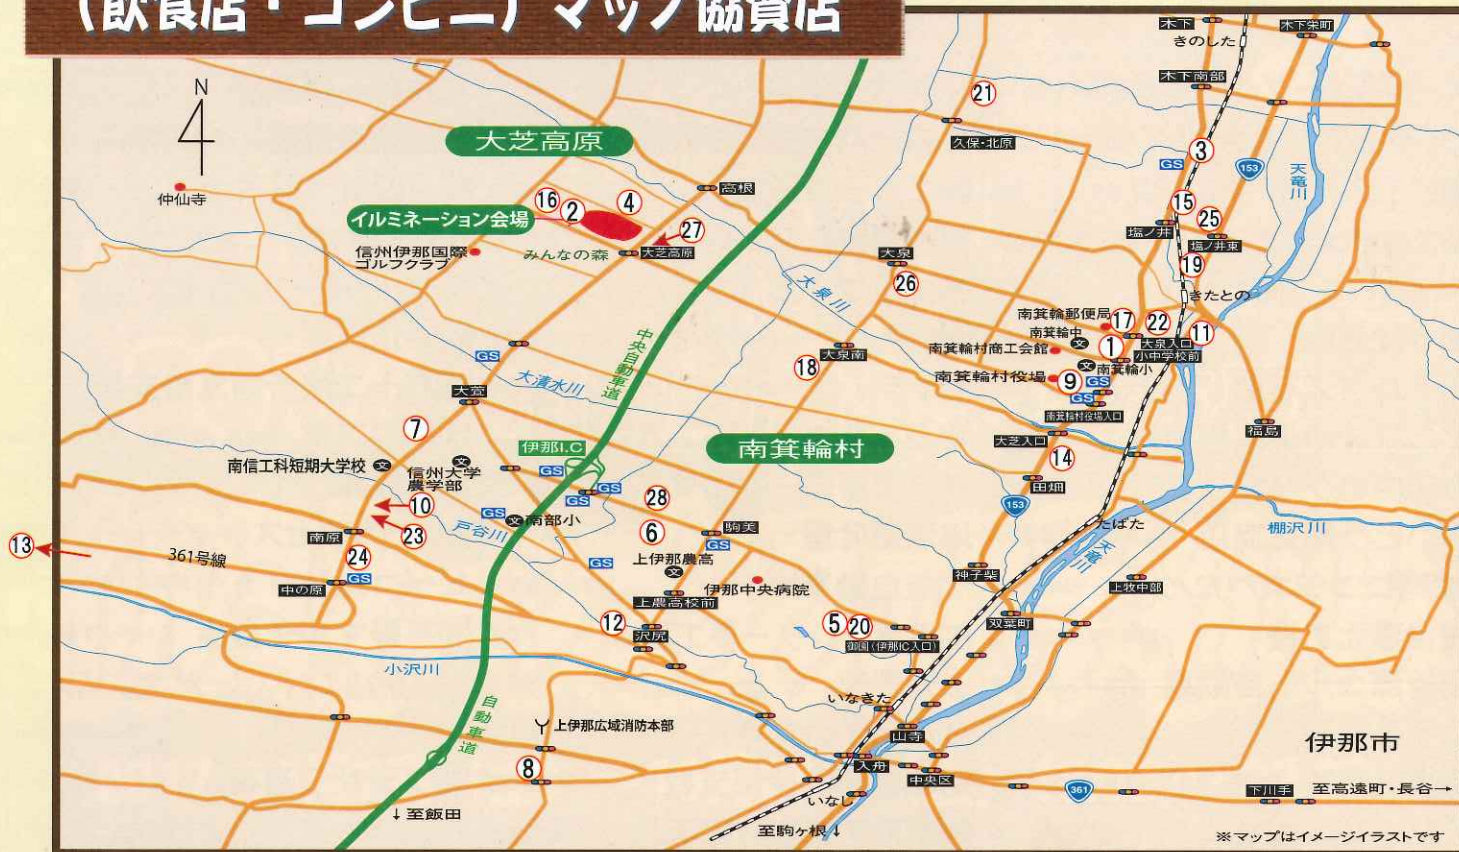 （飲食店・コンビニ）マップ協賛店
木下
きのした
木下栄町
木下南部
N
21
久保・北原
3
GS
153
天竜川
大芝高原
仲仙寺
高根
16
2
4
イルミネーション会場
27
信州伊那国際
ゴルフクラブ
みんなの森
大芝高原
15
25
塩ノ井
塩ノ井東
19
大泉
26
大泉川
きたとの
南箕輪郵便局
17
22
11
南箕輪中
文
1
大泉入口
小中学校前
南箕輪村商工会館
文
南箕輪小
南箕輪村役場
9
GS
GS
南箕輪村役場入口
中央自動車道
GS
大泉南
18
大清水川
大萱
7
伊那I.C
南箕輪村
大芝入口
福島
14
南信工科短期大学校
文
文
信州大学
農学部
GS
GS
GS
28
田畑
153
10
23
GS
文
南部小
戸谷川
6
駒美
GS
たばた
天竜川
棚沢川
13
361号線
南原
24
GS
中の原
GS
上伊那農高
文
伊那中央病院
上農高校前
神子柴
上牧中部
12
沢尻
5
20
御園（伊那IC入口）
双葉町
小沢川
自動車道
いなきた
上伊那広域消防本部
山寺
伊那市
8
入舟
中央区
361
下川手
至高遠町・長谷→
いなし
↓至飯田
至駒ヶ根↓
※マップはイメージイラストです